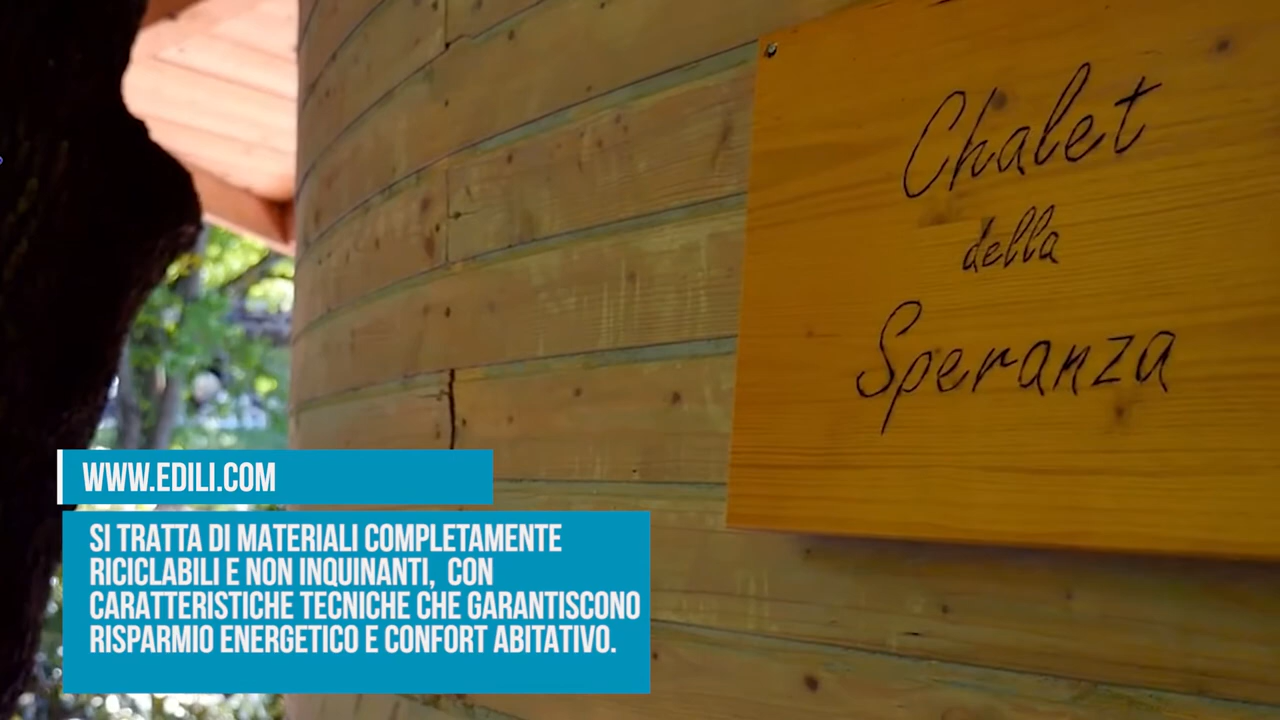 Chalet
della
Speranza
WWW.EDILI.COM
SI TRATTA DI MATERIALI COMPLETAMENTE
RICICLABILI E NON INQUINANTI, CON
CARATTERISTICHE TECNICHE CHE GARANTISCONO
RISPARMIO ENERGETICO E CONFORT ABITATIVO.